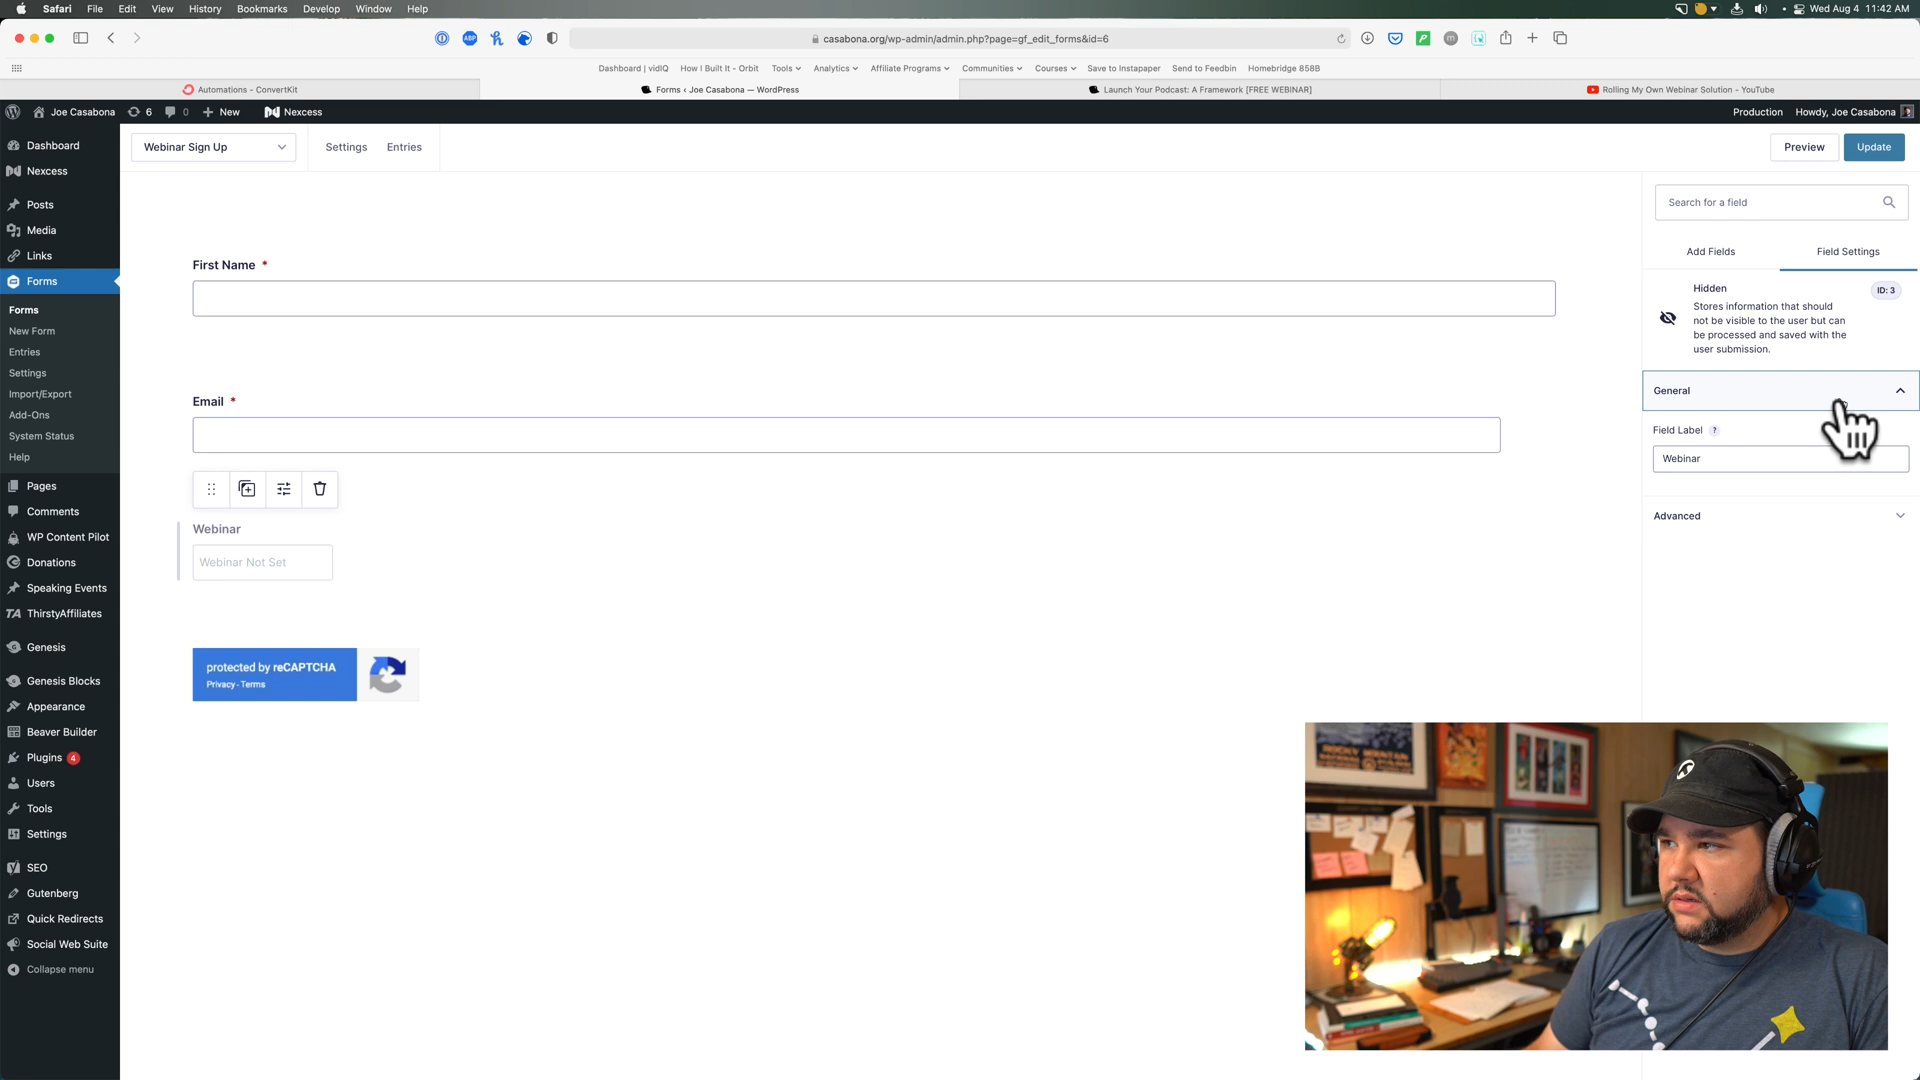 Safari File Edit View History Bookmarks Develop Window Help
Wed Aug 4 11:42 AM
casabona.org/wp-admin/admin.php?page=gf_edit_forms&id=6
Dashboard | vidIQ How I Built It - Orbit Tools Analytics Affiliate Programs Communities Courses Save to Instapaper Send to Feedbin Homebridge 858B
Automations - ConvertKit
Forms ‹ Joe Casabona — WordPress
Launch Your Podcast: A Framework [FREE WEBINAR]
Rolling My Own Webinar Solution - YouTube
Joe Casabona 6 0 New Nexcess
Production Howdy, Joe Casabona
Webinar Sign Up
Settings Entries
Preview Update
Dashboard
Nexcess
Posts
Media
Links
Forms
Forms
New Form
Entries
Settings
Import/Export
Add-Ons
System Status
Help
Pages
Comments
WP Content Pilot
Donations
Speaking Events
TA ThirstyAffiliates
Genesis
Genesis Blocks
Appearance
Beaver Builder
Plugins 4
Users
Tools
Settings
SEO
Gutenberg
Quick Redirects
Social Web Suite
Collapse menu
First Name *
Email *
Webinar
Webinar Not Set
protected by reCAPTCHA
Privacy - Terms
Search for a field
Add Fields Field Settings
Hidden
ID: 3
Stores information that should
not be visible to the user but can
be processed and saved with the
user submission.
General
Field Label ?
Webinar
Advanced